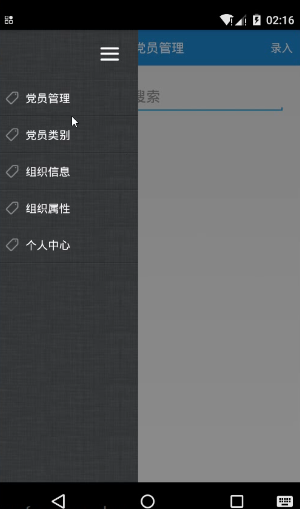 02:16
党员管理 录入
搜索
党员管理
党员类别
组织信息
组织属性
个人中心